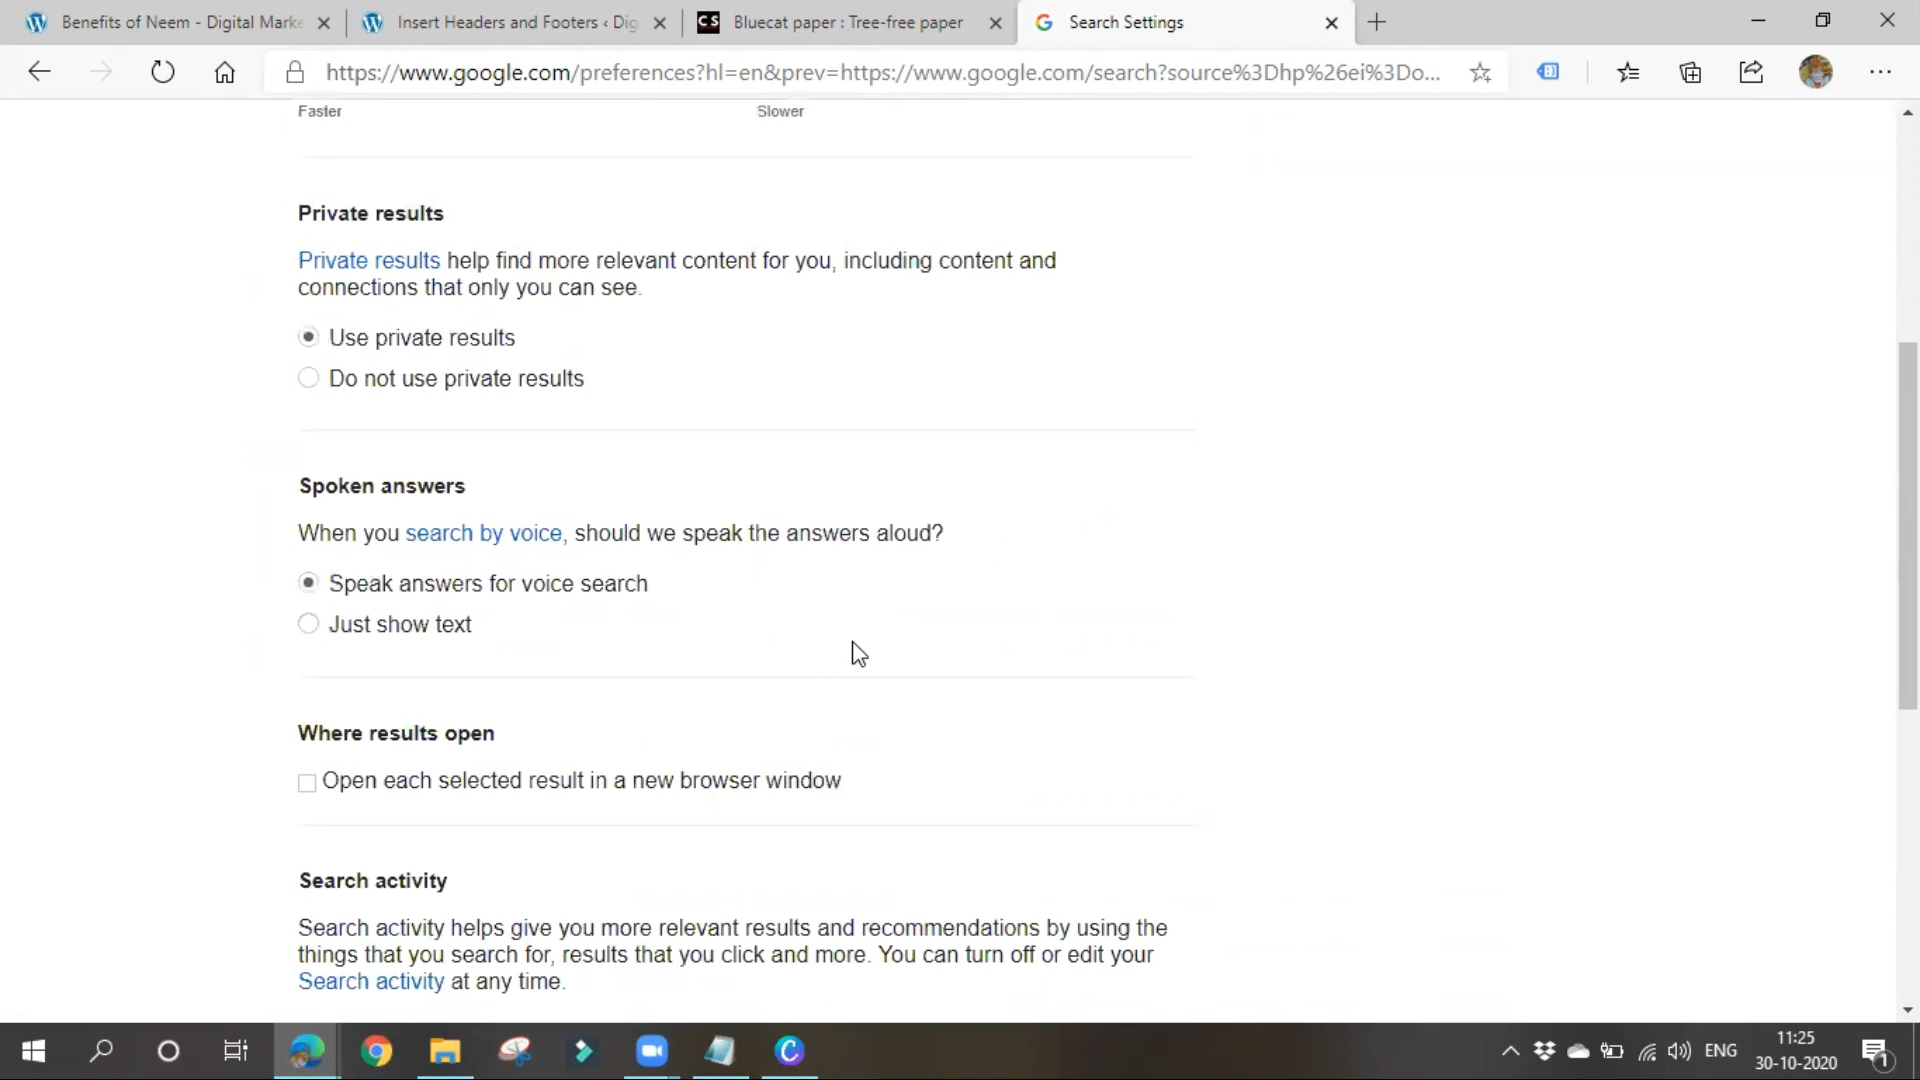 Benefits of Neem - Digital Marke
Insert Headers and Footers ‹ Dig
CS
Bluecat paper : Tree-free paper
Search Settings
https://www.google.com/preferences?hl=en&prev=https://www.google.com/search?source%3Dhp%26ei%3Do...
Faster
Slower
Private results
Private results help find more relevant content for you, including content and
connections that only you can see.
Use private results
Do not use private results
Spoken answers
When you search by voice, should we speak the answers aloud?
Speak answers for voice search
Just show text
Where results open
Open each selected result in a new browser window
Search activity
Search activity helps give you more relevant results and recommendations by using the
things that you search for, results that you click and more. You can turn off or edit your
Search activity at any time.
ENG
11:25
30-10-2020
1